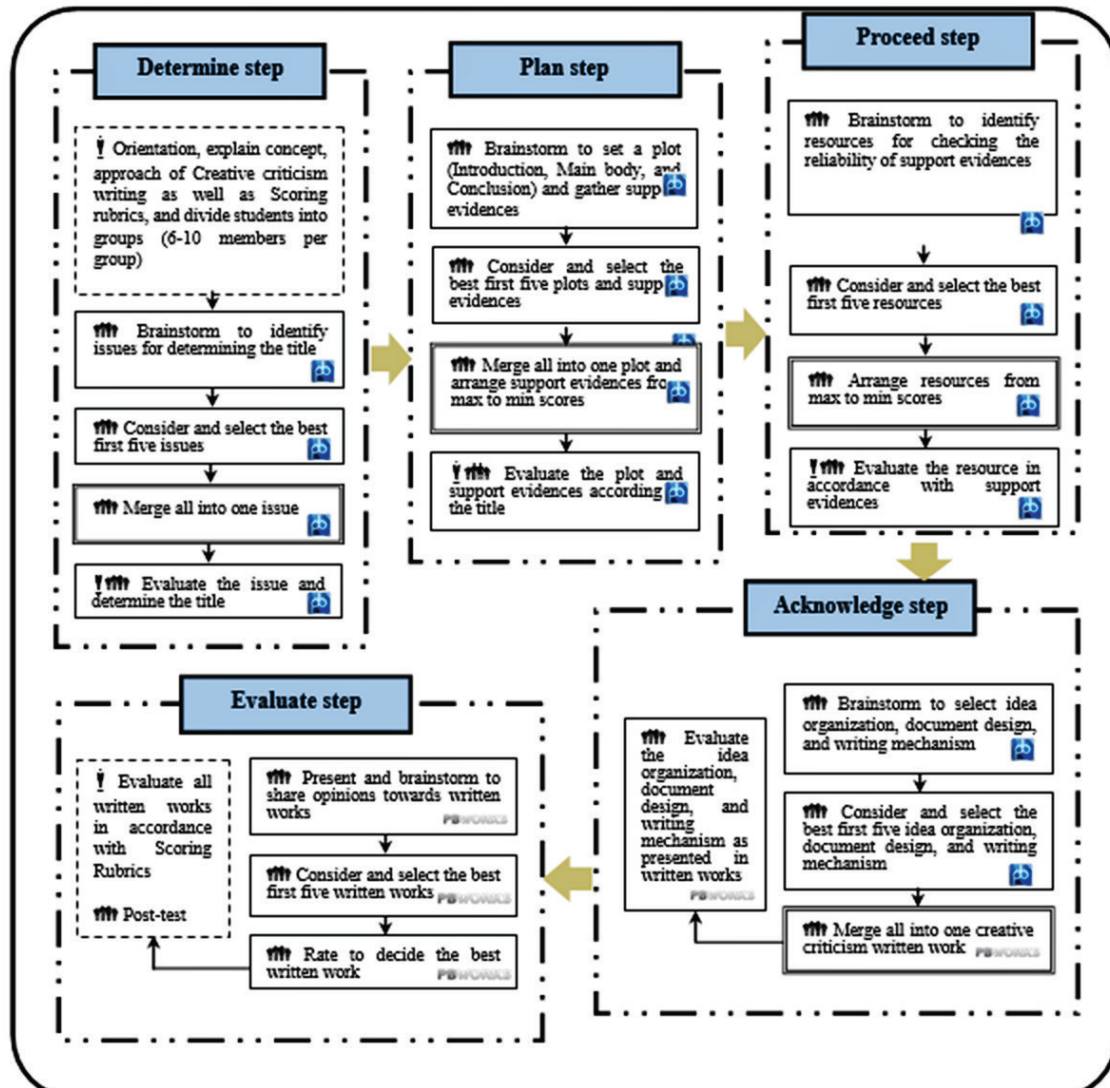 Determine step
Orientation, explain concept,
approach of Creative criticism
writing as well as Scoring
rubrics, and divide students into
groups (6-10 members per
group)
Brainstorm to identify
issues for determining the title
Consider and select the best
first five issues
Merge all into one issue
Evaluate the issue and
determine the title
Plan step
Brainstorm to set a plot
(Introduction, Main body, and
Conclusion) and gather
evidences
Consider and select the
best first five plots and
evidences
Merge all into one plot and
arrange support evidences
max to min scores
Evaluate the plot and
support evidences according
the title
Proceed step
Brainstorm to identify
resources for checking the
reliability of support evidences
Consider and select the best
first five resources
Arrange resources from
max to min scores
Evaluate the resource in
accordance with support
evidences
Acknowledge step
Brainstorm to select idea
organization, document design,
and writing mechanism
Consider and select the
best first five idea organization,
document design, and writing
mechanism
Merge all into one creative
criticism written work PBWORKS
Evaluate
the idea
organization,
document
design, and
writing
mechanism as
presented in
written works
PBWORKS
Evaluate step
Present and brainstorm to
share opinions towards written
works PBWORKS
Consider and select the best
first five written works PBWORKS
Rate to decide the best
written work PBWORKS
Evaluate all
written works
in accordance
with Scoring
Rubrics
Post-test